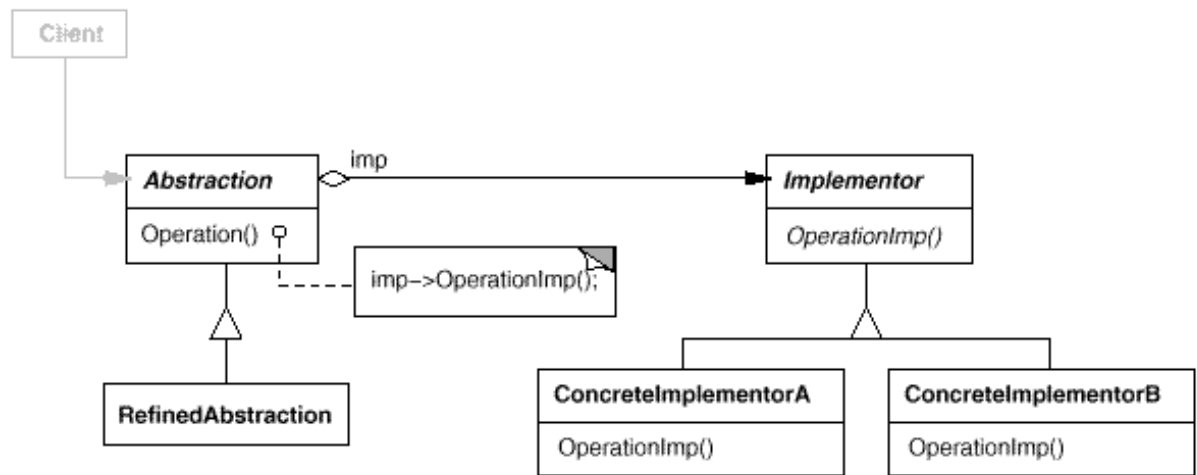 Client
imp
Abstraction
Implementor
Operation()
OperationImp()
imp->OperationImp();
RefinedAbstraction
ConcreteImplementorA
ConcreteImplementorB
OperationImp()
OperationImp()